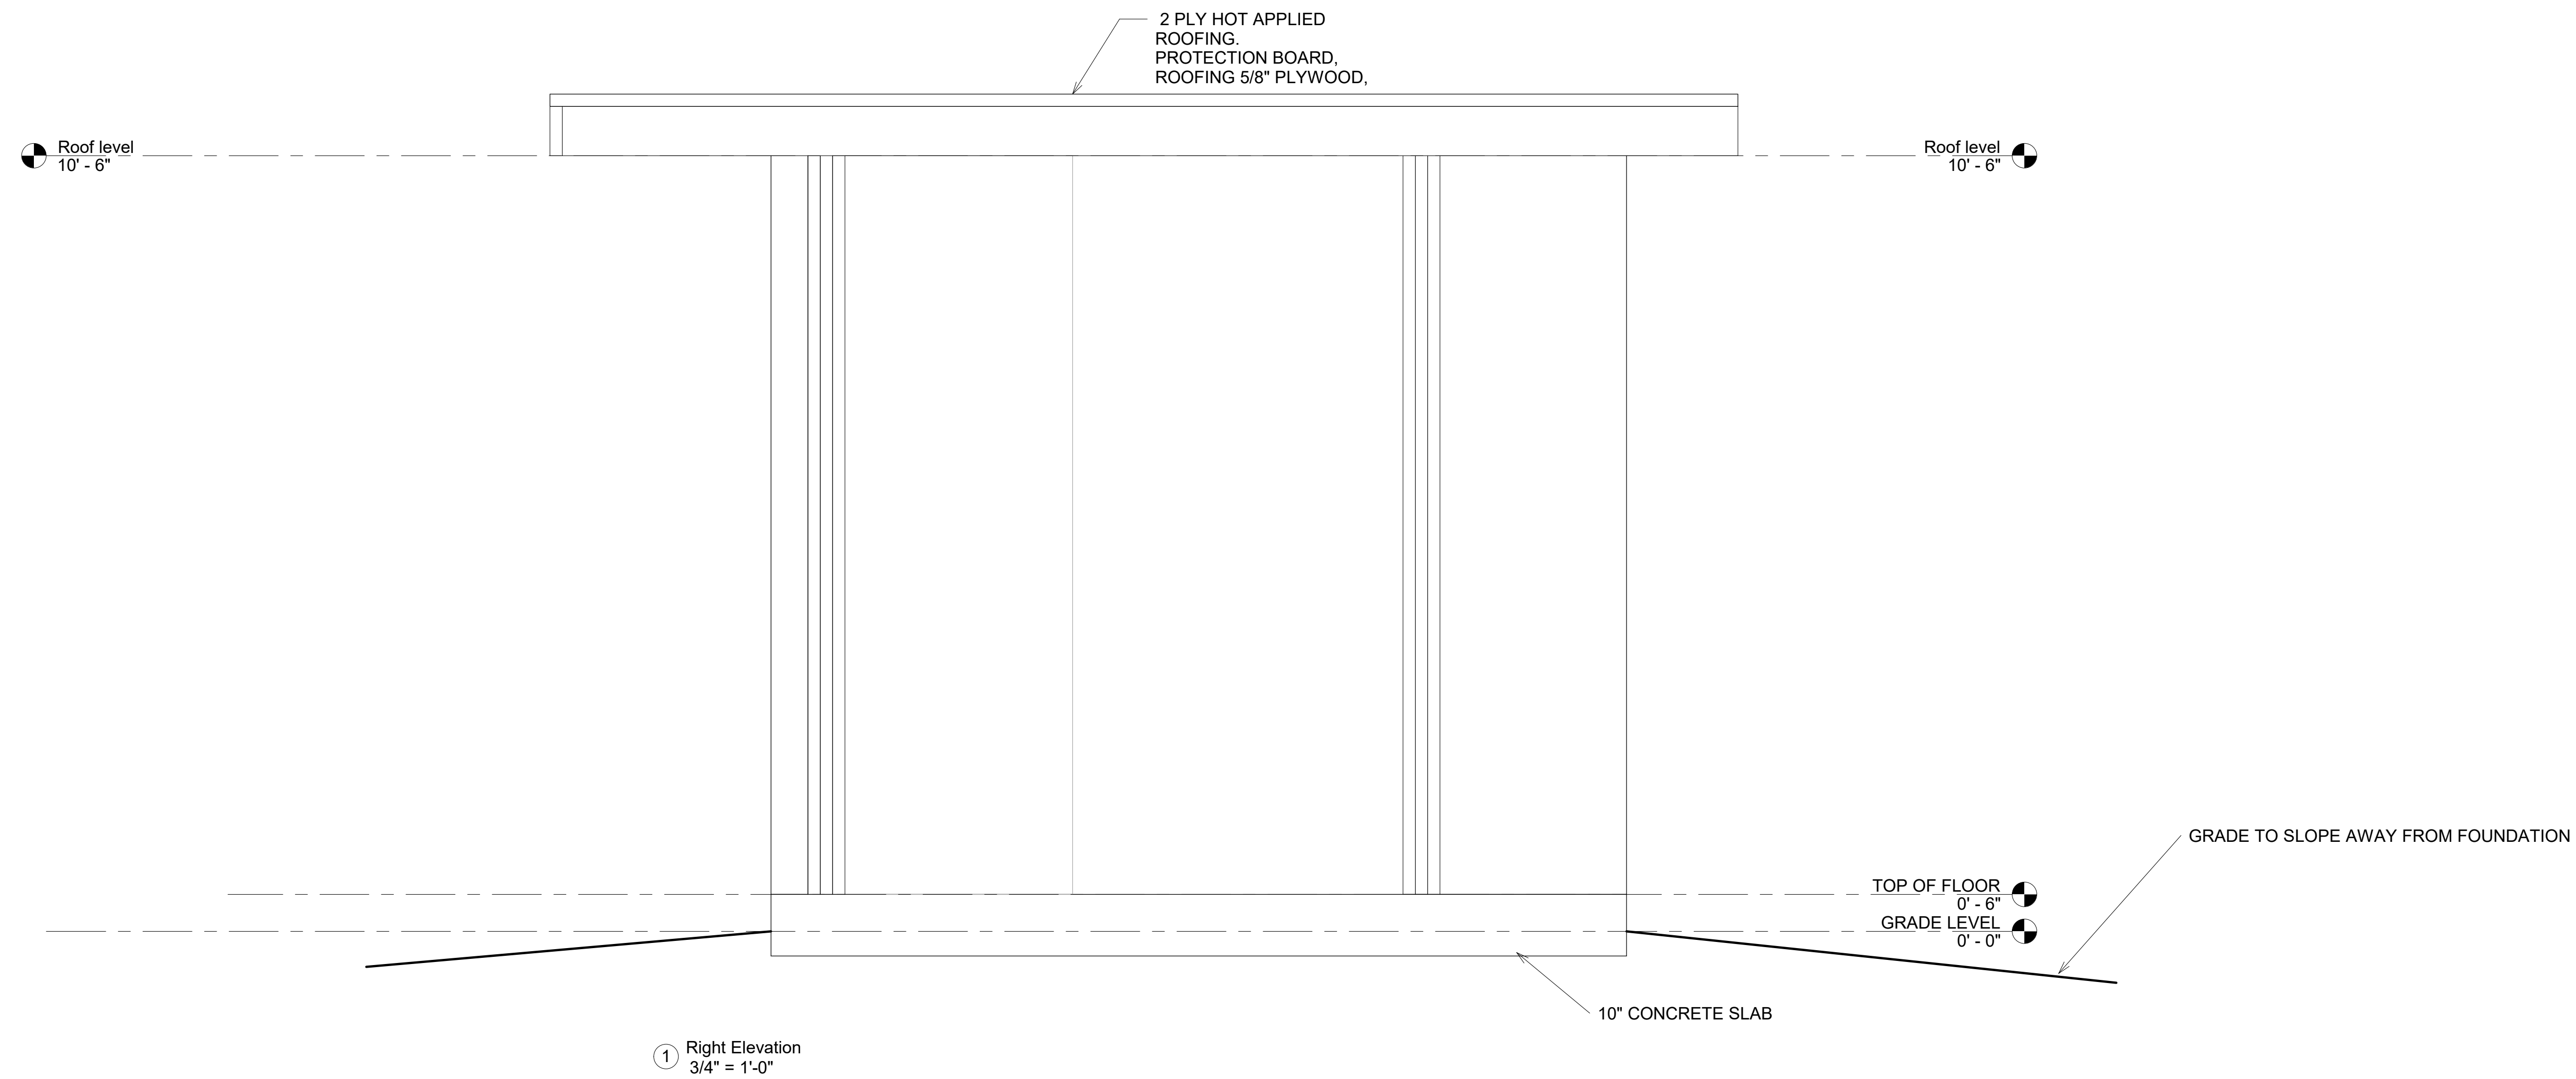 2 PLY HOT APPLIED
ROOFING.
PROTECTION BOARD,
ROOFING 5/8" PLYWOOD,
Roof level
10' - 6"
Roof level
10' - 6"
GRADE TO SLOPE AWAY FROM FOUNDATION
TOP OF FLOOR
0' - 6"
GRADE LEVEL
0' - 0"
10" CONCRETE SLAB
1 Right Elevation
3/4" = 1'-0"